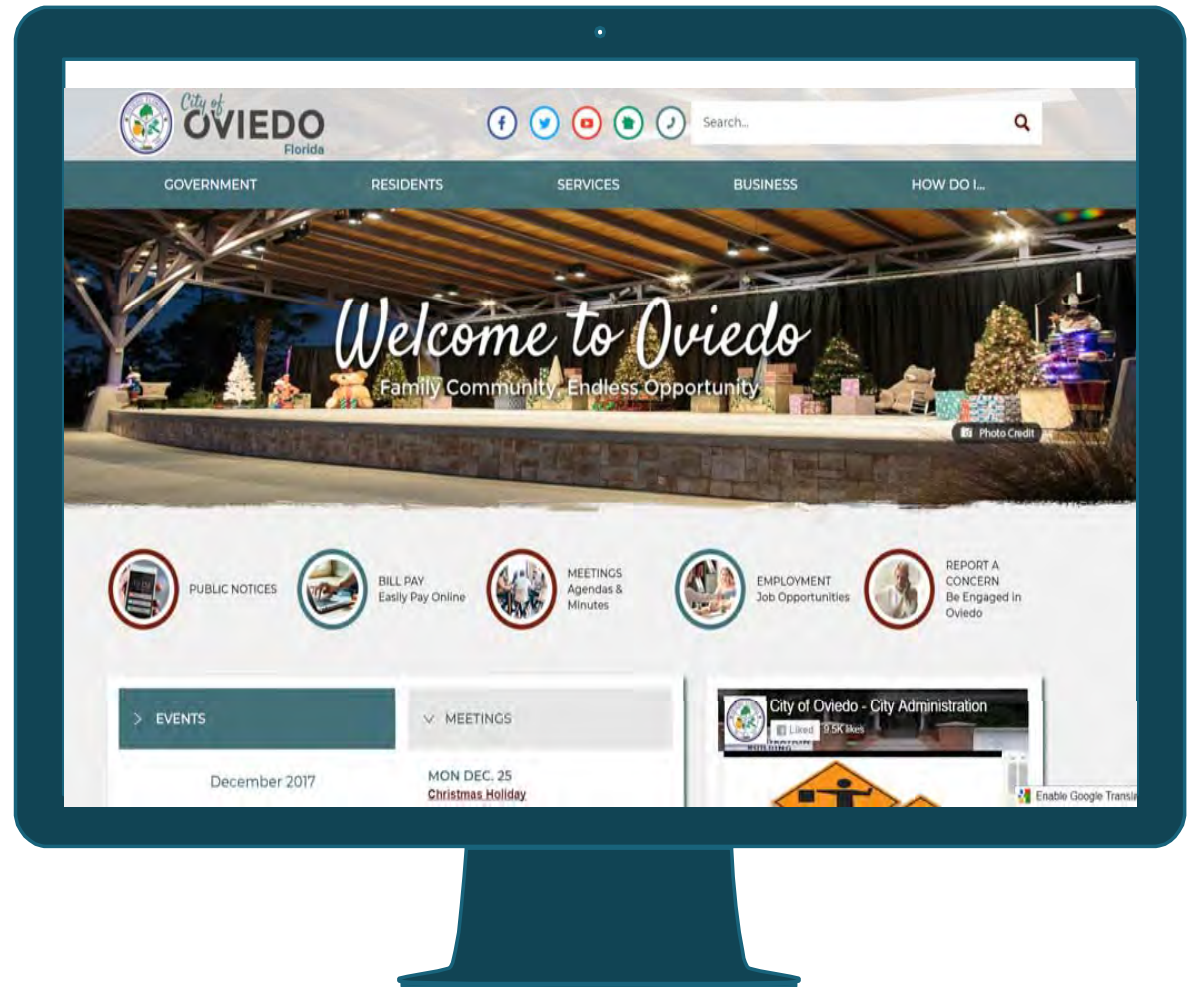 City of
OVIEDO
Florida
Search...
GOVERNMENT
RESIDENTS
SERVICES
BUSINESS
HOW DO I...
Welcome to Oviedo
Family Community, Endless Opportunity
Photo Credit
PUBLIC NOTICES
BILL PAY
Easily Pay Online
MEETINGS
Agendas &
Minutes
EMPLOYMENT
Job Opportunities
REPORT A
CONCERN
Be Engaged in
Oviedo
> EVENTS
MEETINGS
December 2017
MON DEC. 25
Christmas Holiday
City of Oviedo - City Administration
Liked
9.5K likes
BUILDING
Enable Google Transla